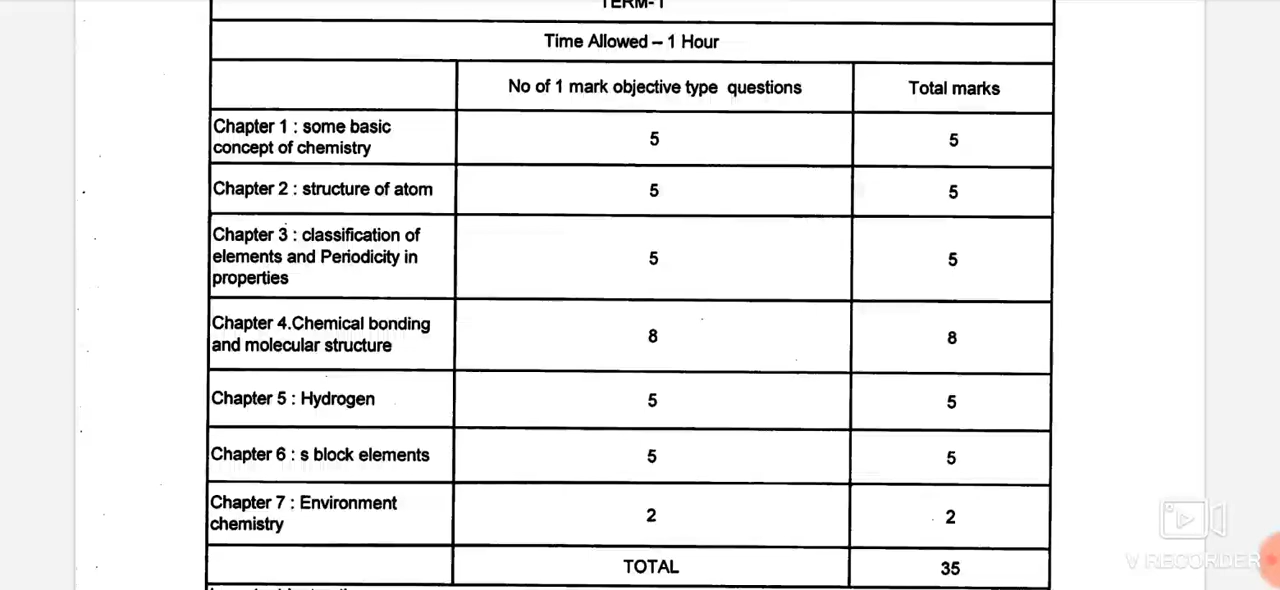 TERM-1
Time Allowed – 1 Hour
No of 1 mark objective type questions
Total marks
Chapter 1 : some basic
concept of chemistry
5
5
Chapter 2 : structure of atom
5
5
Chapter 3 : classification of
elements and Periodicity in
properties
5
5
Chapter 4.Chemical bonding
and molecular structure
8
8
Chapter 5 : Hydrogen
5
5
Chapter 6 : s block elements
5
5
Chapter 7 : Environment
chemistry
2
2
TOTAL
35
V RECORDER